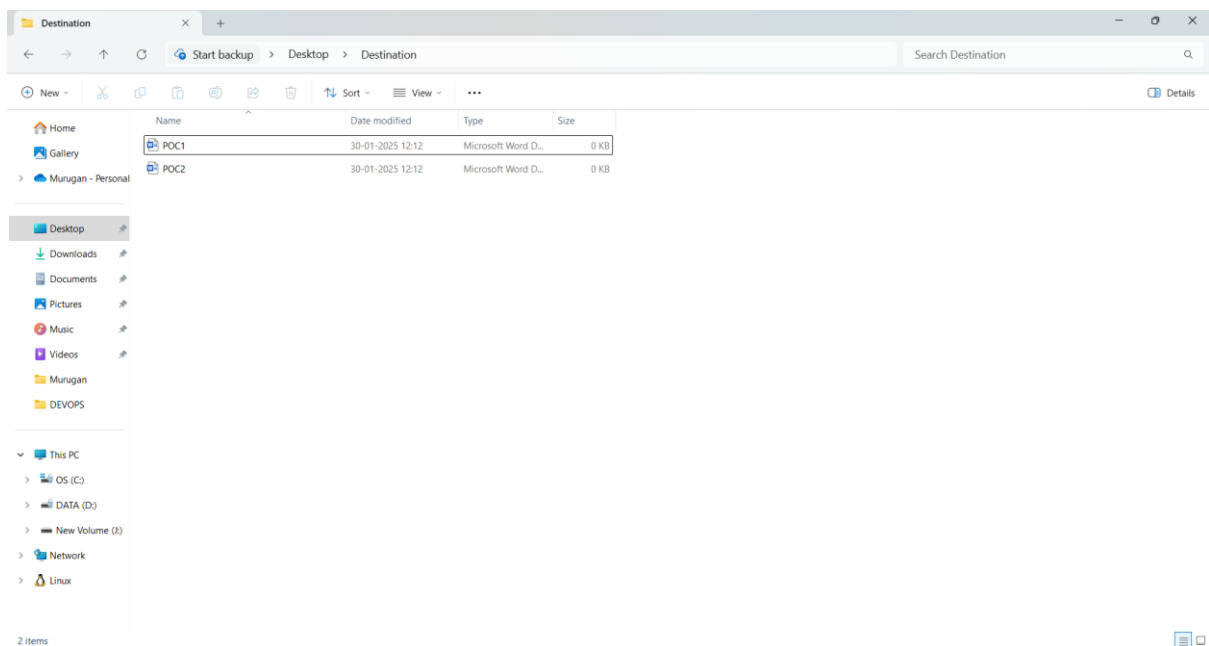 Destination
Start backup > Desktop > Destination
Search Destination
New
Sort
View
Details
Name Date modified Type Size
POC1 30-01-2025 12:12 Microsoft Word D... 0 KB
POC2 30-01-2025 12:12 Microsoft Word D... 0 KB
Home
Gallery
Murugan - Personal
Desktop
Downloads
Documents
Pictures
Music
Videos
Murugan
DEVOPS
This PC
OS (C:)
DATA (D:)
New Volume (I:)
Network
Linux
2 items